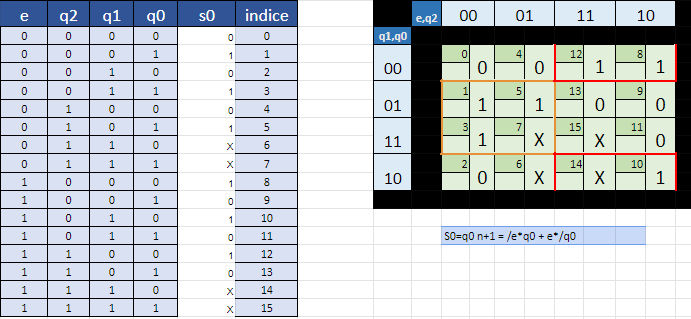 e q2 q1 q0 s0 indice
0 0 0 0 0 0
0 0 0 1 1 1
0 0 1 0 0 2
0 0 1 1 1 3
0 1 0 0 0 4
0 1 0 1 1 5
0 1 1 0 X 6
0 1 1 1 X 7
1 0 0 0 1 8
1 0 0 1 0 9
1 0 1 0 1 10
1 0 1 1 0 11
1 1 0 0 1 12
1 1 0 1 0 13
1 1 1 0 X 14
1 1 1 1 X 15
e,q2 00 01 11 10
q1,q0
00 0 0 4 0 12 1 8 1
01 1 1 5 1 13 0 9 0
11 3 1 7 X 15 X 11 0
10 2 0 6 X 14 X 10 1
S0=q0 n+1 = /e*q0 + e*/q0